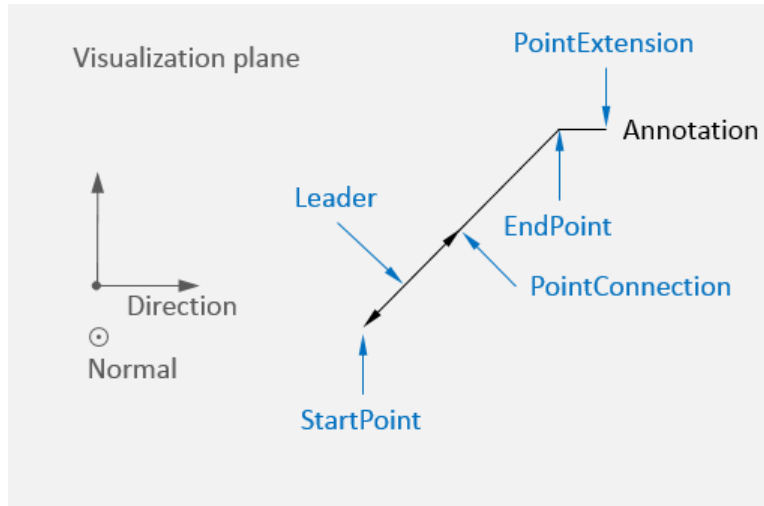 PointExtension
Visualization plane
Annotation
Leader
EndPoint
PointConnection
Direction
Normal
StartPoint